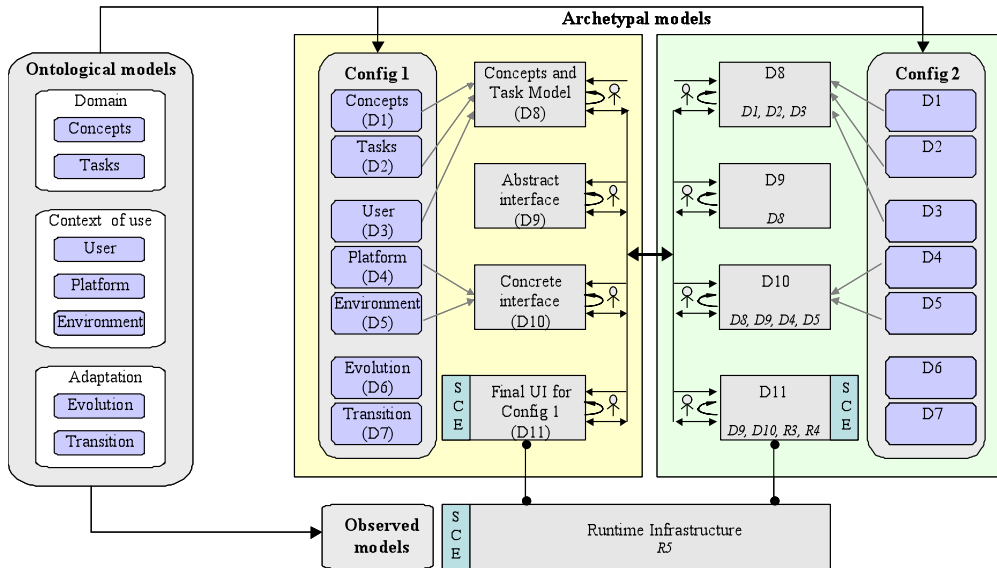 Archetypal models
Ontological models
Domain
Concepts
Tasks
Context of use
User
Platform
Environment
Adaptation
Evolution
Transition
Config 1
Concepts
(D1)
Tasks
(D2)
User
(D3)
Platform
(D4)
Environment
(D5)
Evolution
(D6)
Transition
(D7)
Concepts and
Task Model
(D8)
Abstract
interface
(D9)
Concrete
interface
(D10)
S
C
E
Final UI for
Config 1
(D11)
D8
D1, D2, D3
D9
D8
D10
D8, D9, D4, D5
D11
D9, D10, R3, R4
S
C
E
Config 2
D1
D2
D3
D4
D5
D6
D7
Observed
models
S
C
E
Runtime Infrastructure
R5